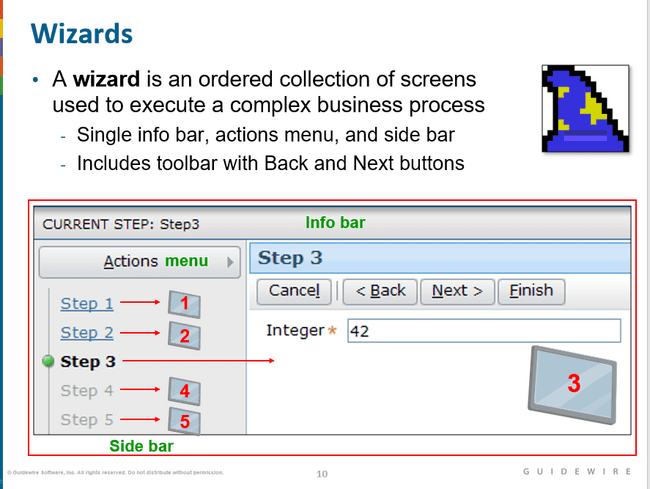 Wizards
• A wizard is an ordered collection of screens
used to execute a complex business process
- Single info bar, actions menu, and side bar
- Includes toolbar with Back and Next buttons
CURRENT STEP: Step3
Info bar
Actions menu
Step 3
Cancel
< Back
Next >
Finish
Step 1
1
Step 2
2
Step 3
Step 4
4
Step 5
5
Integer* 42
3
Side bar
© Guidewire Software, Inc. All rights reserved. Do not distribute without permission.
10
GUIDEWIRE